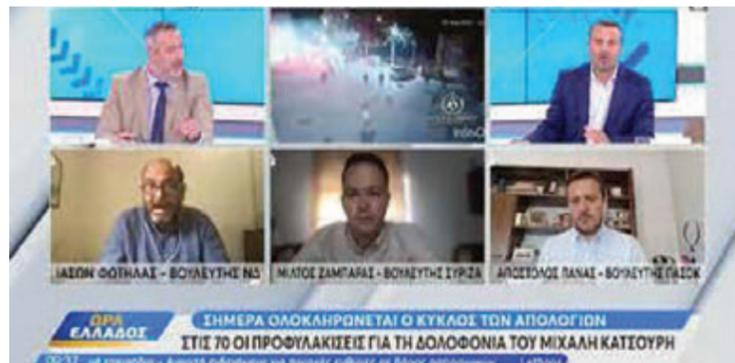 ΙΑΣΩΝ ΦΩΤΗΛΑΣ - ΒΟΥΛΕΥΤΗΣ ΝΔ
ΜΙΛΤΟΣ ΖΑΜΠΑΡΑΣ - ΒΟΥΛΕΥΤΗΣ ΣΥΡΙΖΑ
ΑΠΟΣΤΟΛΟΣ ΠΑΝΑΣ - ΒΟΥΛΕΥΤΗΣ ΠΑΣΟΚ
ΩΡΑ
ΕΛΛΑΔΟΣ
ΣΗΜΕΡΑ ΟΛΟΚΛΗΡΩΝΕΤΑΙ Ο ΚΥΚΛΟΣ ΤΩΝ ΑΠΟΛΟΓΙΩΝ
ΣΤΙΣ 70 ΟΙ ΠΡΟΦΥΛΑΚΙΣΕΙΣ ΓΙΑ ΤΗ ΔΟΛΟΦΟΝΙΑ ΤΟΥ ΜΙΧΑΛΗ ΚΑΤΣΟΥΡΗ